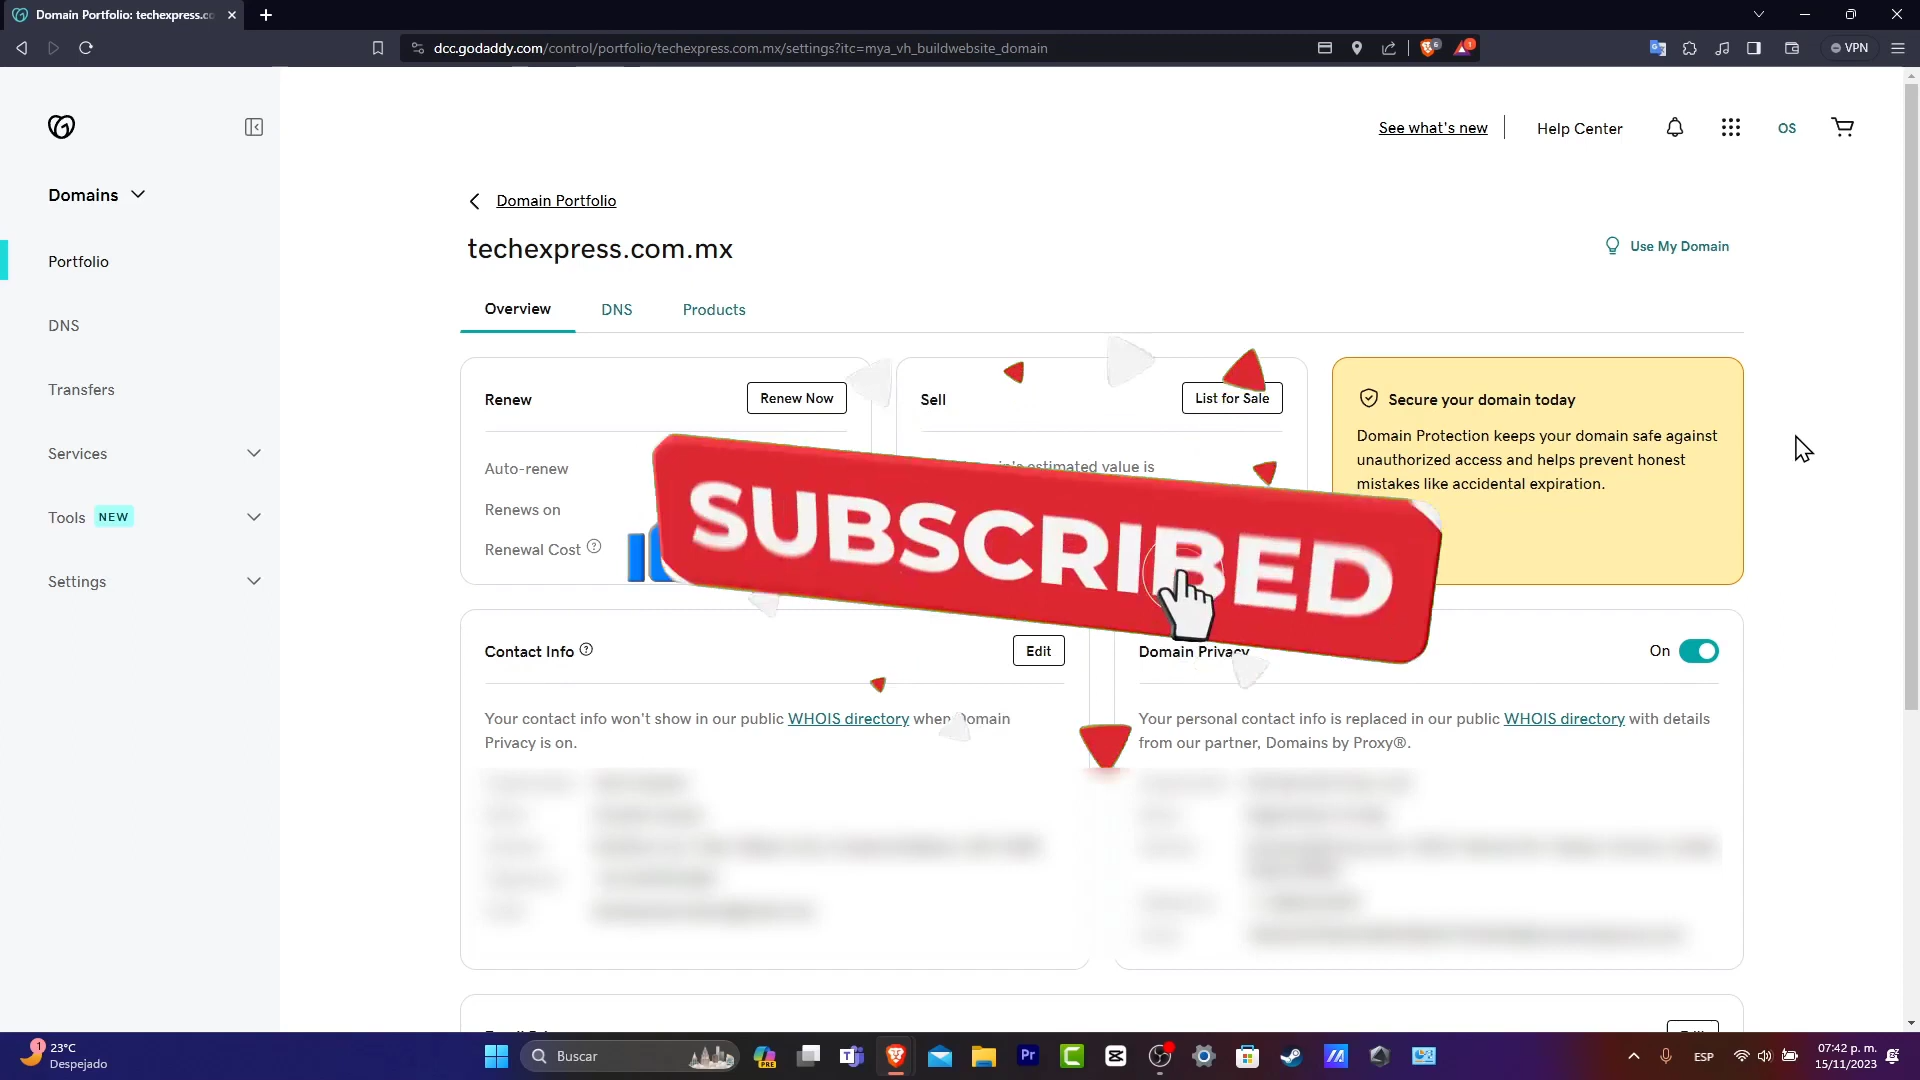 Domain Portfolio: techexpress.co
dcc.godaddy.com/control/portfolio/techexpress.com.mx/settings?itc=mya_vh_buildwebsite_domain
6
1
VPN
See what's new
Help Center
OS
Domains
Portfolio
DNS
Transfers
Services
Tools NEW
Settings
Domain Portfolio
techexpress.com.mx
Use My Domain
Overview
DNS
Products
Renew
Renew Now
Auto-renew
Renews on
Renewal Cost
Sell
List for Sale
estimated value is
Secure your domain today
Domain Protection keeps your domain safe against
unauthorized access and helps prevent honest
mistakes like accidental expiration.
SUBSCRIBED
Contact Info
Edit
Your contact info won't show in our public WHOIS directory when Domain
Privacy is on.
Domain Privacy
On
Your personal contact info is replaced in our public WHOIS directory with details
from our partner, Domains by Proxy®.
1
23°C
Despejado
Buscar
PRE
Pr
ESP
07:42 p. m.
15/11/2023